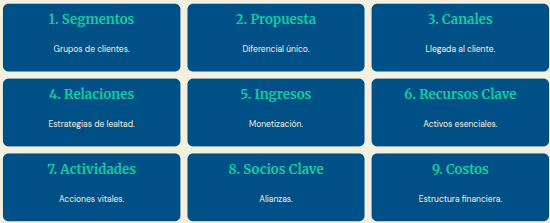 1. Segmentos
Grupos de clientes.
2. Propuesta
Diferencial único.
3. Canales
Llegada al cliente.
4. Relaciones
Estrategias de lealtad.
5. Ingresos
Monetización.
6. Recursos Clave
Activos esenciales.
7. Actividades
Acciones vitales.
8. Socios Clave
Alianzas.
9. Costos
Estructura financiera.